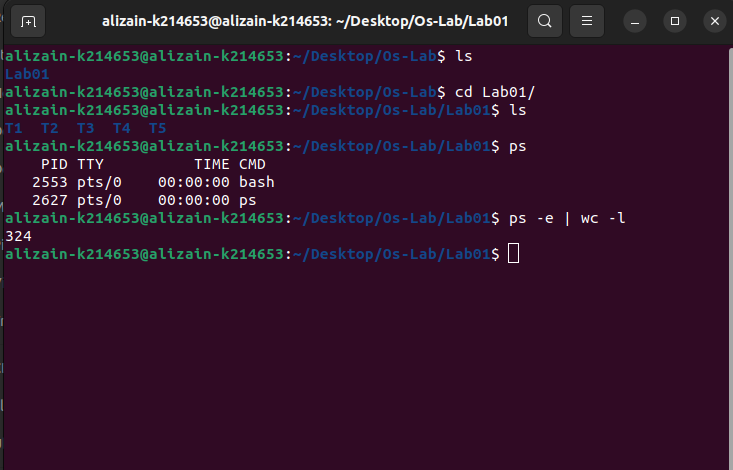 alizain-k214653@alizain-k214653: ~/Desktop/Os-Lab/Lab01
alizain-k214653@alizain-k214653:~/Desktop/Os-Lab$ ls
Lab01
alizain-k214653@alizain-k214653:~/Desktop/Os-Lab$ cd Lab01/
alizain-k214653@alizain-k214653:~/Desktop/Os-Lab/Lab01$ ls
T1  T2  T3  T4  T5
alizain-k214653@alizain-k214653:~/Desktop/Os-Lab/Lab01$ ps
    PID TTY          TIME CMD
   2553 pts/0    00:00:00 bash
   2627 pts/0    00:00:00 ps
alizain-k214653@alizain-k214653:~/Desktop/Os-Lab/Lab01$ ps -e | wc -l
324
alizain-k214653@alizain-k214653:~/Desktop/Os-Lab/Lab01$